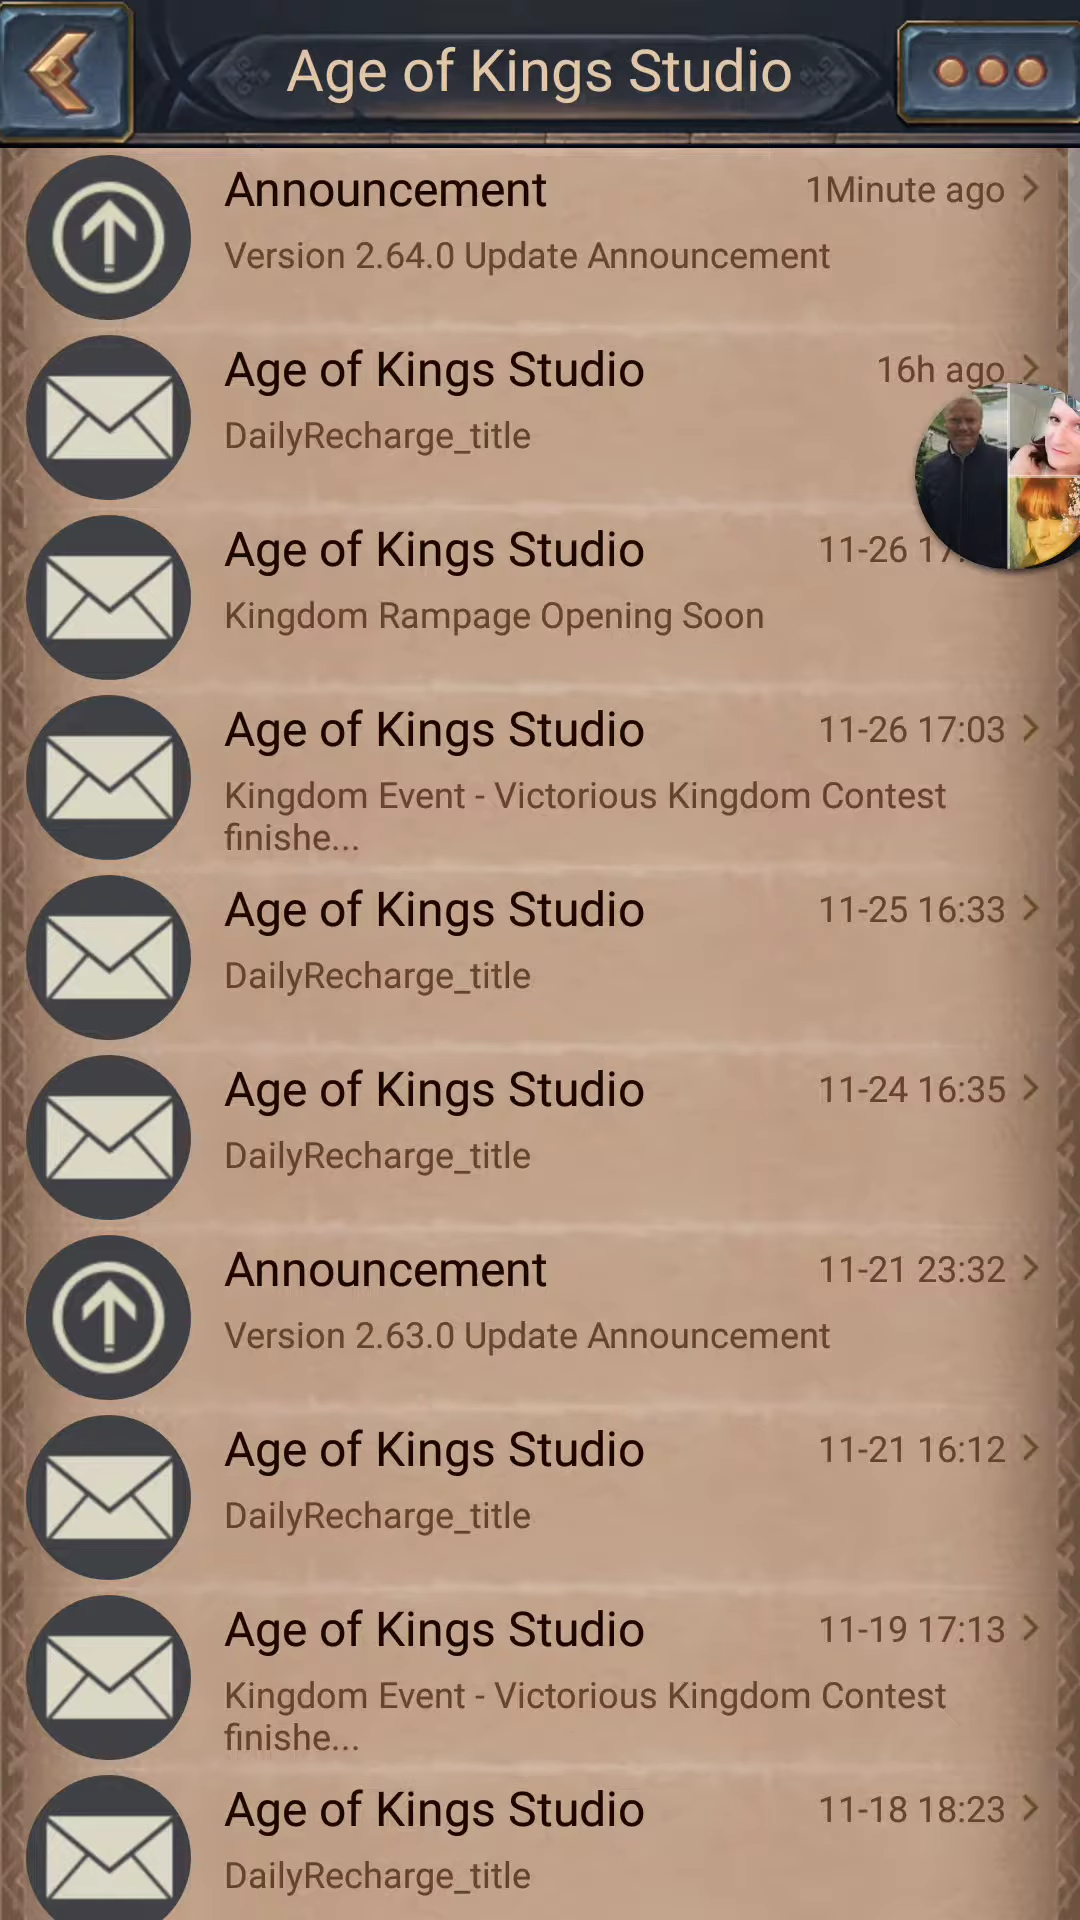 Age of Kings Studio
Announcement
1Minute ago
Version 2.64.0 Update Announcement
Age of Kings Studio
16h ago
DailyRecharge_title
Age of Kings Studio
11-26
Kingdom Rampage Opening Soon
Age of Kings Studio
11-26 17:03
Kingdom Event - Victorious Kingdom Contest
finishe...
Age of Kings Studio
11-25 16:33
DailyRecharge_title
Age of Kings Studio
11-24 16:35
DailyRecharge_title
Announcement
11-21 23:32
Version 2.63.0 Update Announcement
Age of Kings Studio
11-21 16:12
DailyRecharge_title
Age of Kings Studio
11-19 17:13
Kingdom Event - Victorious Kingdom Contest
finishe...
Age of Kings Studio
11-18 18:23
DailyRecharge_title